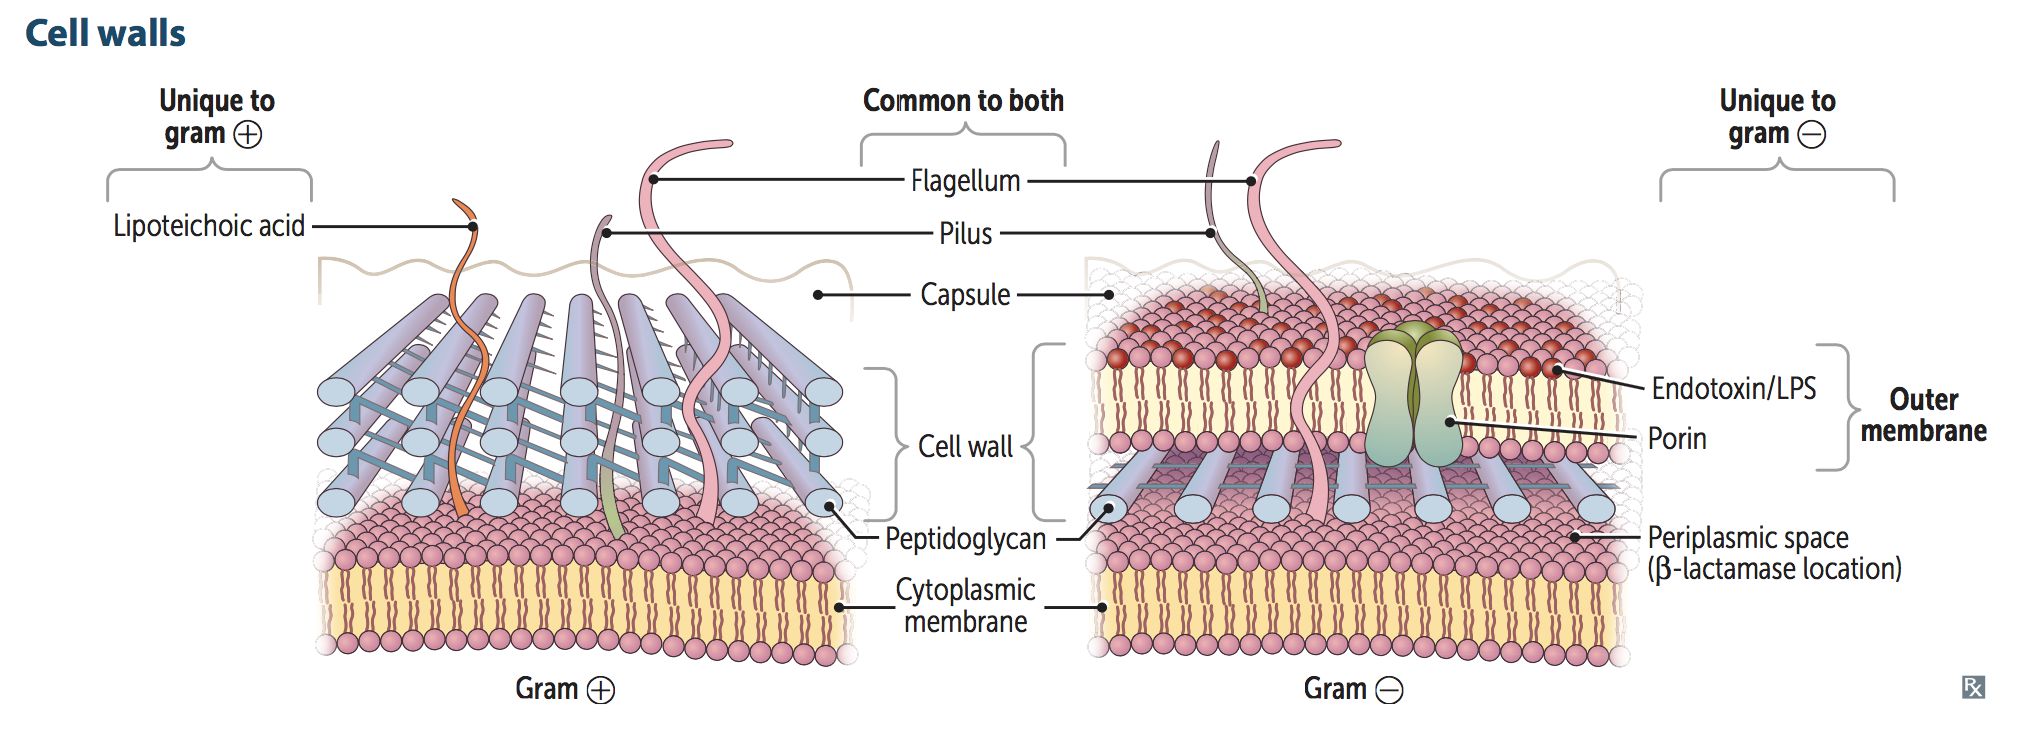 Cell walls
Unique to
gram +
Common to both
Unique to
gram −
Flagellum
Lipoteichoic acid
Pilus
Capsule
Endotoxin/LPS
Outer
membrane
Porin
Cell wall
Peptidoglycan
Periplasmic space
(β-lactamase location)
Cytoplasmic
membrane
Gram +
Gram −
Rx